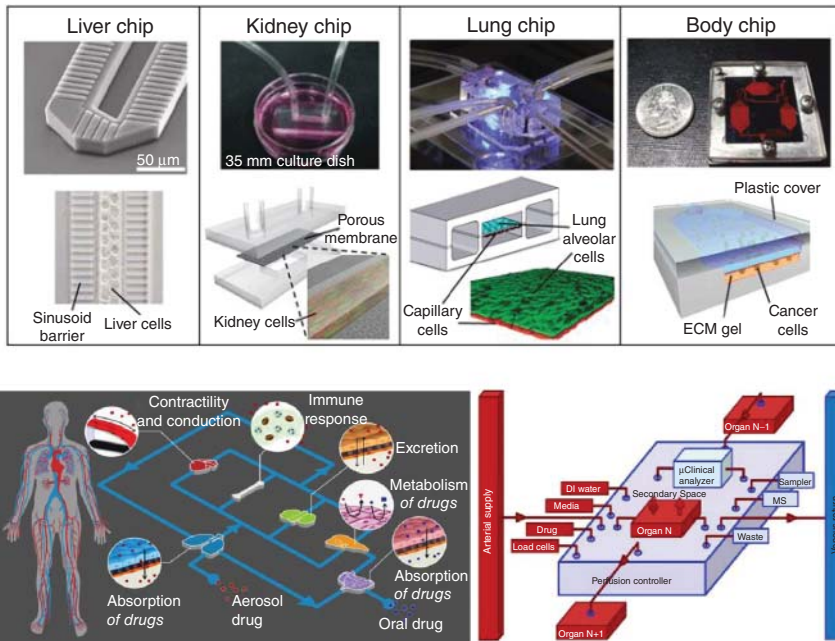 Liver chip
Kidney chip
Lung chip
Body chip
50 μm
35 mm culture dish
Sinusoid
barrier
Liver cells
Porous
membrane
Kidney cells
Lung
alveolar
cells
Capillary
cells
Plastic cover
ECM gel
Cancer
cells
Contractility
and conduction
Immune
response
Excretion
Metabolism
of drugs
Absorption
of drugs
Aerosol
drug
Absorption
of drugs
Oral drug
Arterial supply
Organ N–1
μClinical
analyzer
Sampler
DI water
Secondary Space
MS
Media
Drug
Organ N
Load cells
Waste
Perfusion controller
Organ N+1